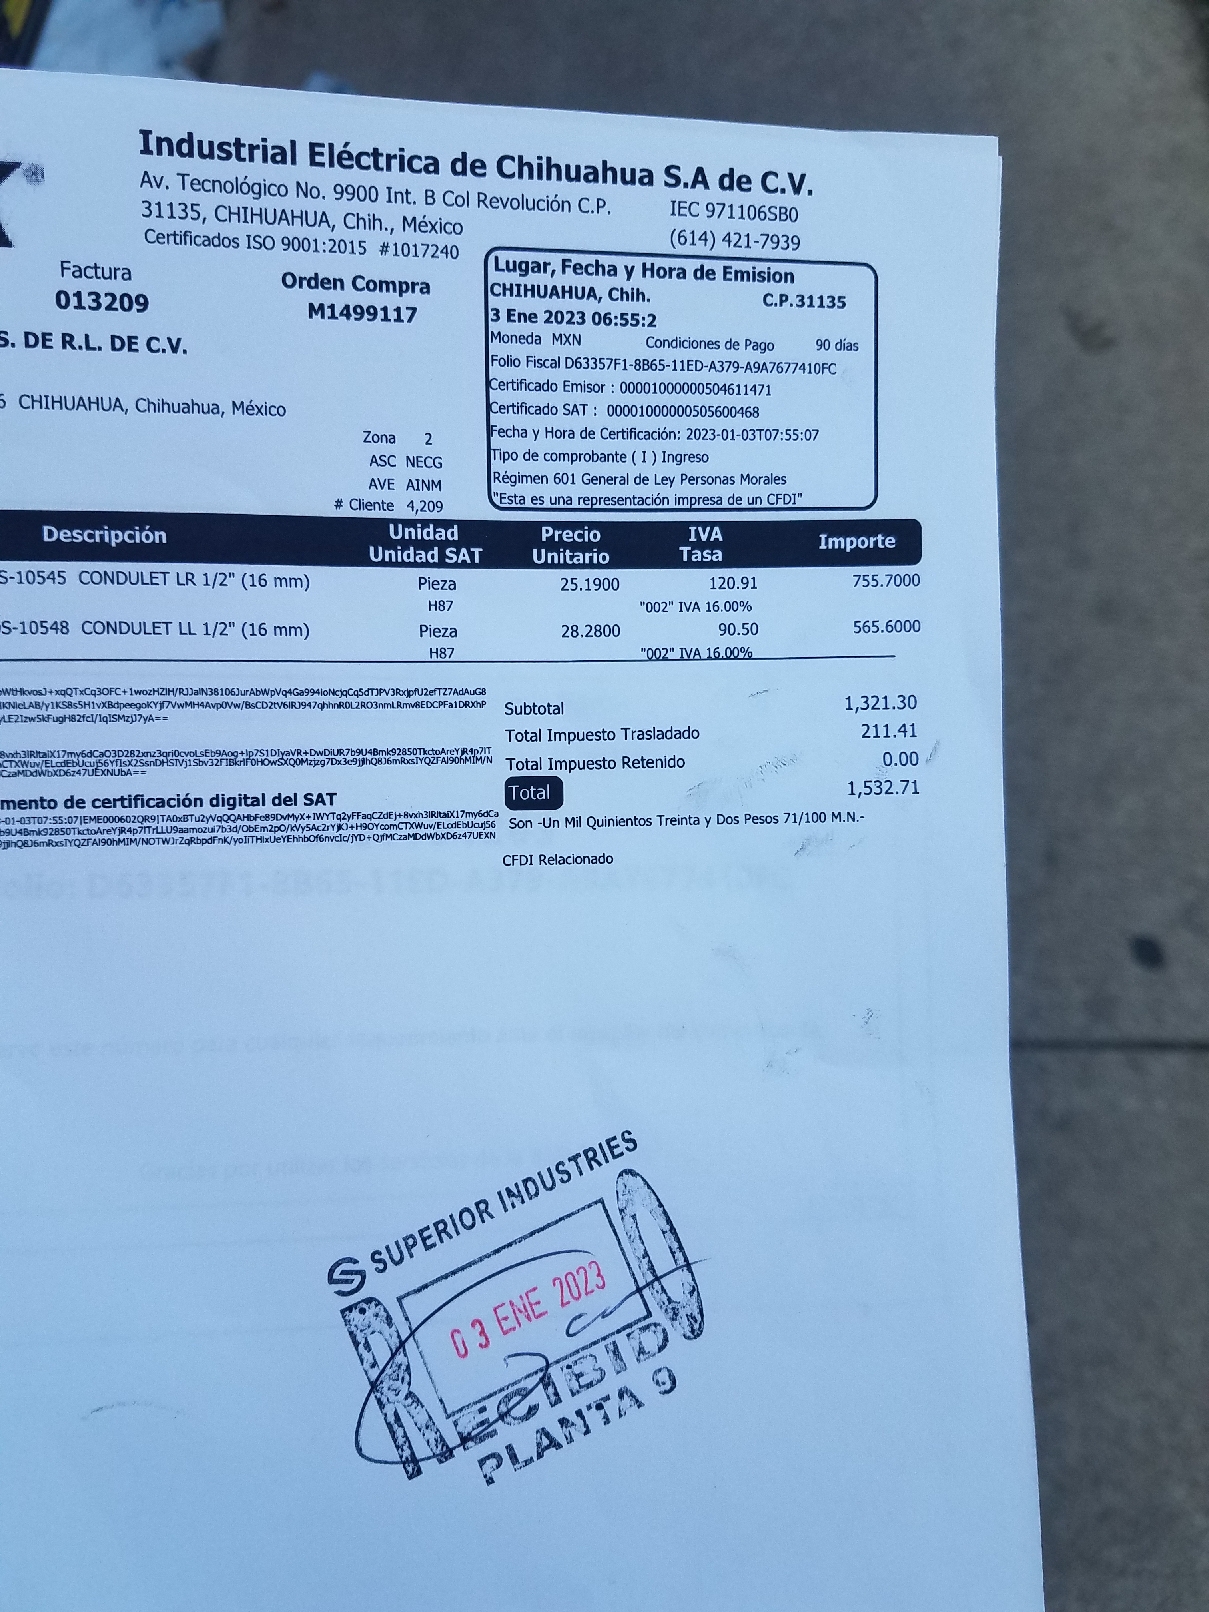 Industrial Eléctrica de Chihuahua S.A de C.V.
Av. Tecnológico No. 9900 Int. B Col Revolución C.P.
31135, CHIHUAHUA, Chih., México
Certificados ISO 9001:2015 #1017240
IEC 971106SB0
(614) 421-7939
Factura
013209
Orden Compra
M1499117
S. DE R.L. DE C.V.
6 CHIHUAHUA, Chihuahua, México
Zona 2
ASC NECG
AVE AINM
# Cliente 4,209
Lugar, Fecha y Hora de Emision
CHIHUAHUA, Chih. C.P.31135
3 Ene 2023 06:55:2
Moneda MXN Condiciones de Pago 90 días
Folio Fiscal D63357F1-8B65-11ED-A379-A9A7677410FC
Certificado Emisor : 00001000000504611471
Certificado SAT : 00001000000505600468
Fecha y Hora de Certificación: 2023-01-03T07:55:07
Tipo de comprobante ( I ) Ingreso
Régimen 601 General de Ley Personas Morales
"Esta es una representación impresa de un CFDI"
Descripción Unidad Precio IVA Importe
Unidad SAT Unitario Tasa
S-10545 CONDULET LR 1/2" (16 mm) Pieza 25.1900 120.91 755.7000
H87 "002" IVA 16.00%
S-10548 CONDULET LL 1/2" (16 mm) Pieza 28.2800 90.50 565.6000
H87 "002" IVA 16.00%
Subtotal 1,321.30
Total Impuesto Trasladado 211.41
Total Impuesto Retenido 0.00
Total 1,532.71
mento de certificación digital del SAT
Son -Un Mil Quinientos Treinta y Dos Pesos 71/100 M.N.-
CFDI Relacionado
S SUPERIOR INDUSTRIES
03 ENE 2023
RECIBIDO
PLANTA 9